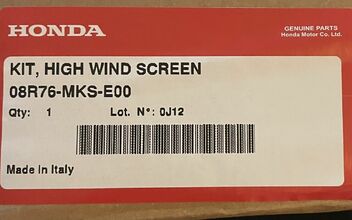 HONDA
GENUINE PARTS
Honda Motor Co. Ltd.
KIT, HIGH WIND SCREEN
08R76-MKS-E00
Qty: 1 Lot. N°: 0J12
Made in Italy